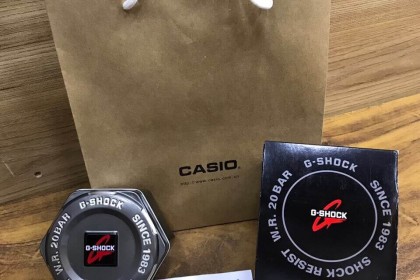 CASIO
W.R. 20BAR G-SHOCK SINCE 1983
G-SHOCK
SHOCK RESIST W.R. 20BAR G-SHOCK SINCE 1983
G-SHOCK